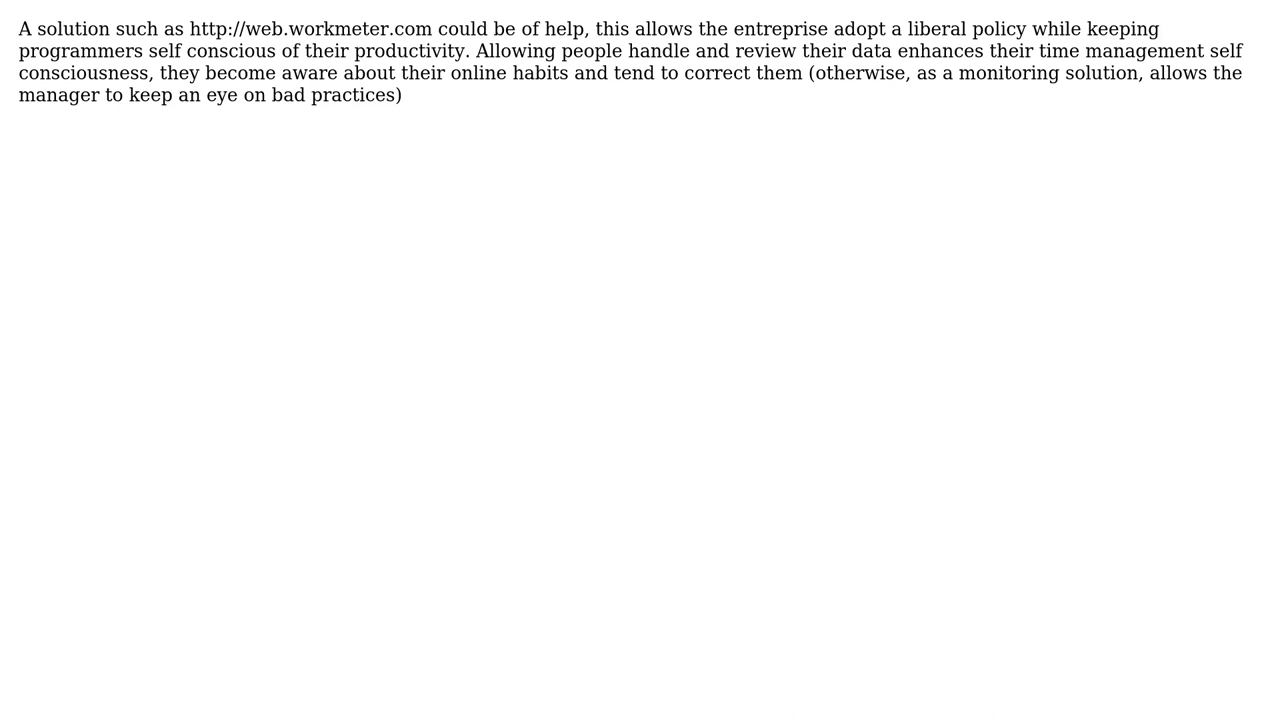 A solution such as http://web.workmeter.com could be of help, this allows the entreprise adopt a liberal policy while keeping
programmers self conscious of their productivity. Allowing people handle and review their data enhances their time management self
consciousness, they become aware about their online habits and tend to correct them (otherwise, as a monitoring solution, allows the
manager to keep an eye on bad practices)